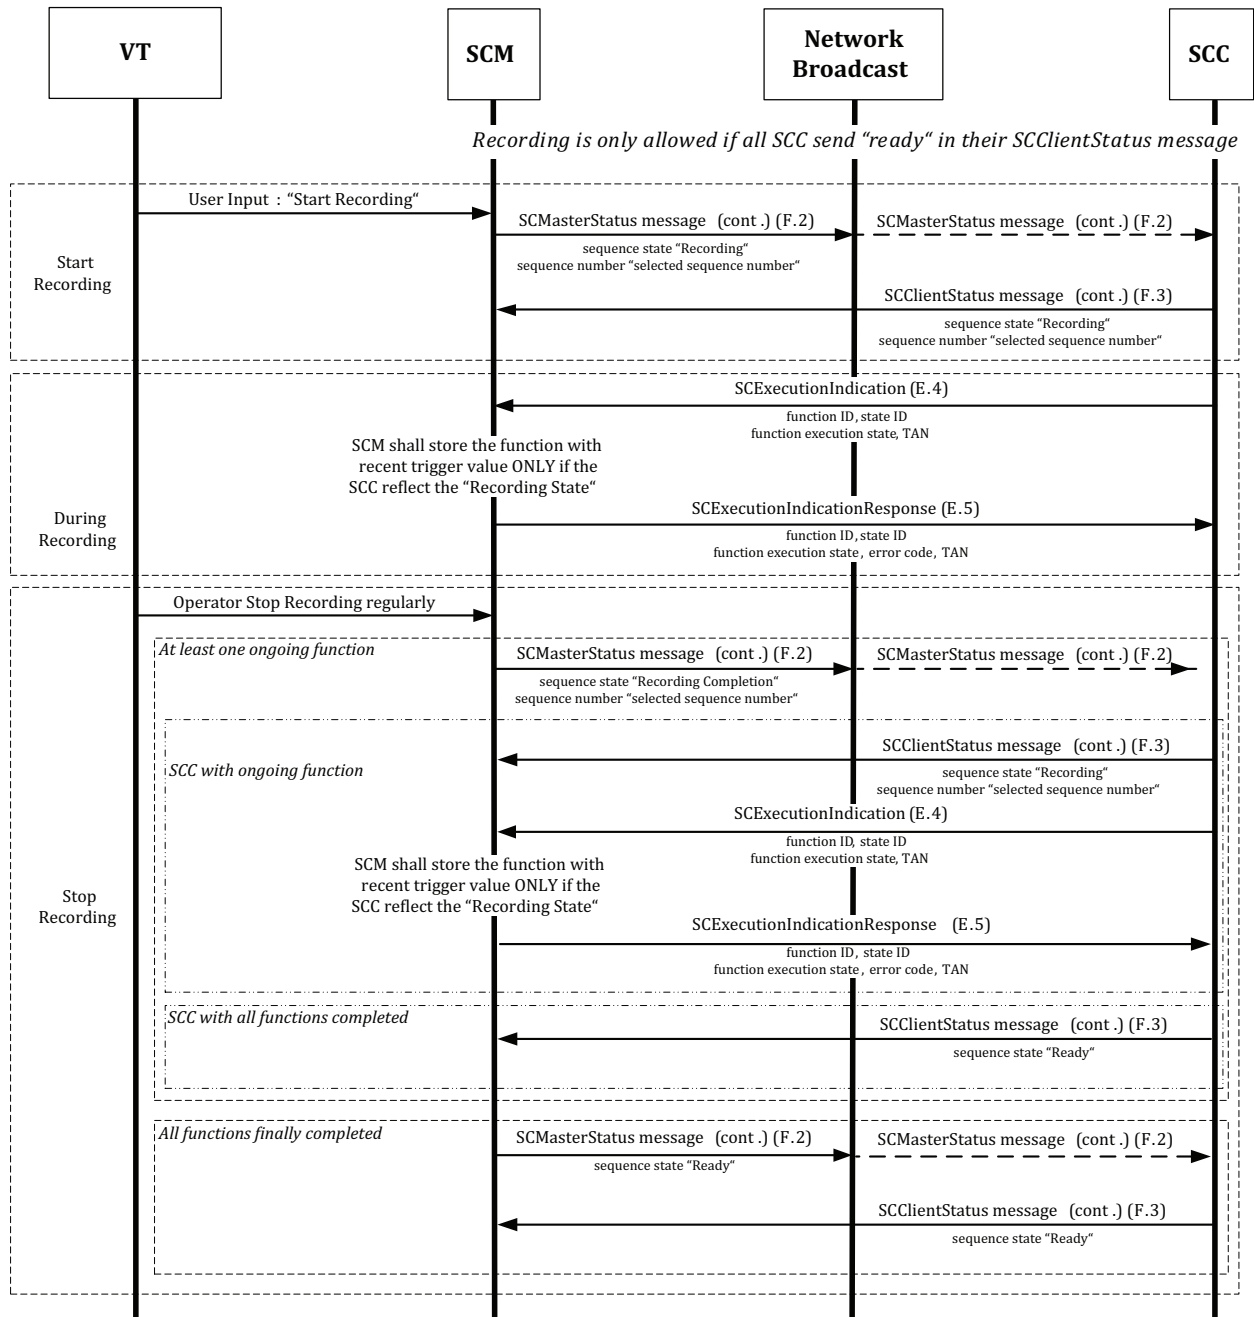 VT
SCM
Network
Broadcast
SCC
Recording is only allowed if all SCC send “ready“ in their SCClientStatus message
User Input : “Start Recording“
SCMasterStatus message (cont .) (F.2)
SCMasterStatus message (cont .) (F.2)
sequence state “Recording“
sequence number “selected sequence number“
Start
Recording
SCClientStatus message (cont .) (F.3)
sequence state “Recording“
sequence number “selected sequence number“
SCExecutionIndication (E.4)
function ID, state ID
function execution state, TAN
SCM shall store the function with
recent trigger value ONLY if the
SCC reflect the “Recording State“
During
Recording
SCExecutionIndicationResponse (E.5)
function ID, state ID
function execution state, error code, TAN
Operator Stop Recording regularly
At least one ongoing function
SCMasterStatus message (cont .) (F.2)
SCMasterStatus message (cont .) (F.2)
sequence state “Recording Completion“
sequence number “selected sequence number“
SCC with ongoing function
SCClientStatus message (cont .) (F.3)
sequence state “Recording“
sequence number “selected sequence number“
SCExecutionIndication (E.4)
function ID, state ID
function execution state, TAN
SCM shall store the function with
recent trigger value ONLY if the
SCC reflect the “Recording State“
Stop
Recording
SCExecutionIndicationResponse (E.5)
function ID, state ID
function execution state, error code, TAN
SCC with all functions completed
SCClientStatus message (cont .) (F.3)
sequence state “Ready“
All functions finally completed
SCMasterStatus message (cont .) (F.2)
SCMasterStatus message (cont .) (F.2)
sequence state “Ready“
SCClientStatus message (cont .) (F.3)
sequence state “Ready“